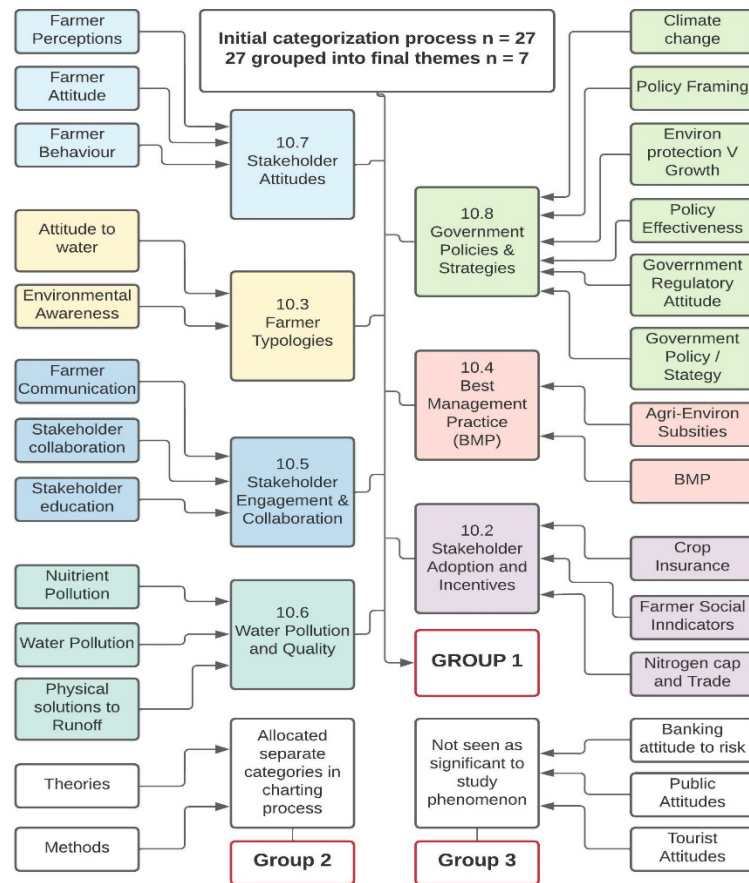 Initial categorization process n = 27
27 grouped into final themes n = 7
Farmer
Perceptions
Farmer
Attitude
Farmer
Behaviour
10.7
Stakeholder
Attitudes
Attitude to
water
Environmental
Awareness
10.3
Farmer
Typologies
Farmer
Communication
Stakeholder
collaboration
Stakeholder
education
10.5
Stakeholder
Engagement &
Collaboration
Nuitrient
Pollution
Water Pollution
Physical
solutions to
Runoff
10.6
Water Pollution
and Quality
Theories
Methods
Allocated
separate
categories in
charting
process
Group 2
Climate
change
Policy Framing
Environ
protection V
Growth
Policy
Effectiveness
Government
Regulatory
Attitude
Government
Policy /
Stategy
10.8
Government
Policies &
Strategies
10.4
Best
Management
Practice
(BMP)
Agri-Environ
Subsities
BMP
10.2
Stakeholder
Adoption and
Incentives
Crop
Insurance
Farmer Social
Inndicators
Nitrogen cap
and Trade
GROUP 1
Not seen as
significant to
study
phenomenon
Banking
attitude to risk
Public
Attitudes
Tourist
Attitudes
Group 3